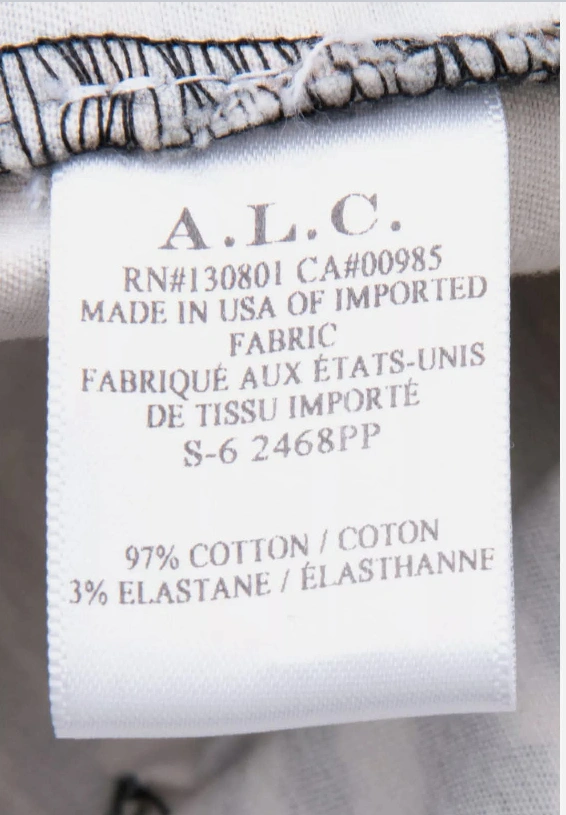 A.L.C.
RN#130801 CA#00985
MADE IN USA OF IMPORTED
FABRIC
FABRIQUÉ AUX ÉTATS-UNIS
DE TISSU IMPORTÉ
S-6 2468PP
97% COTTON / COTON
3% ELASTANE / ÉLASTHANNE